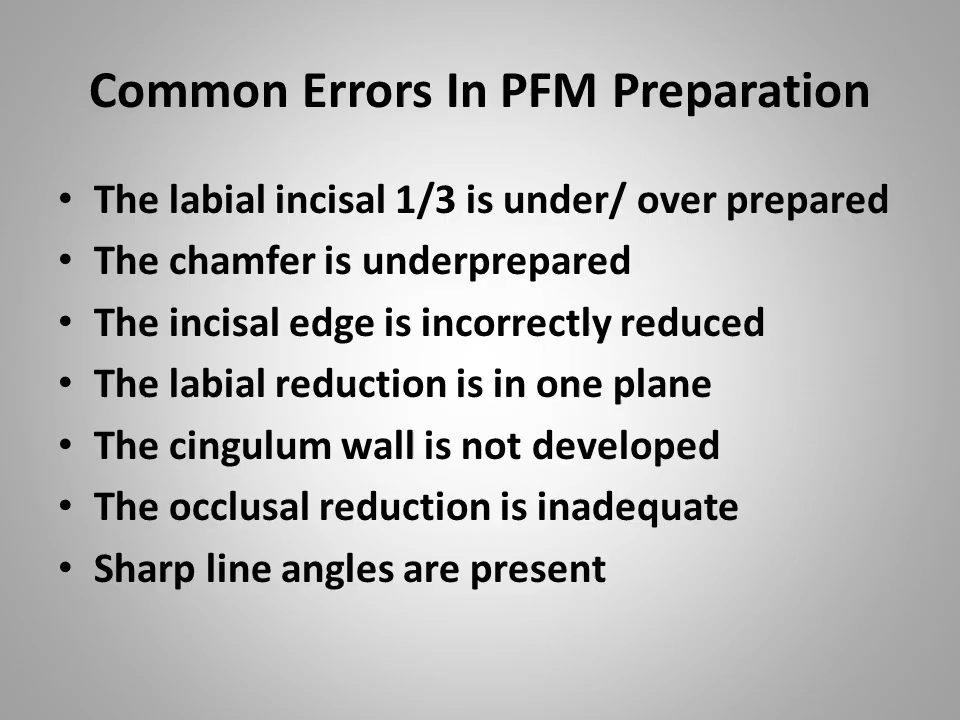 Common Errors In PFM Preparation
• The labial incisal 1/3 is under/ over prepared
• The chamfer is underprepared
• The incisal edge is incorrectly reduced
• The labial reduction is in one plane
• The cingulum wall is not developed
• The occlusal reduction is inadequate
• Sharp line angles are present